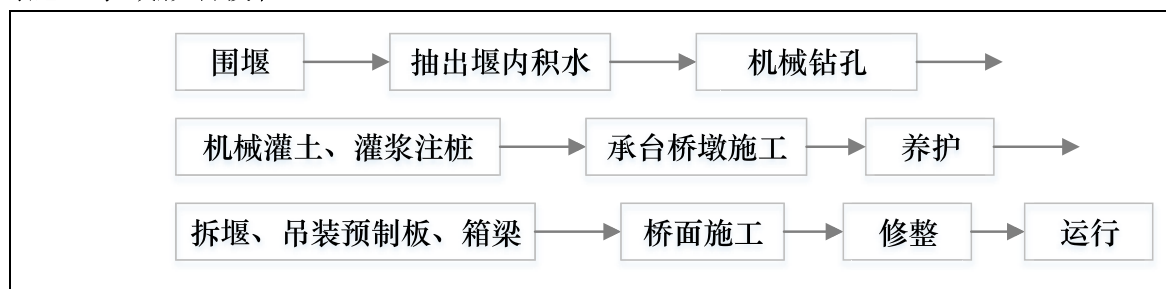 围堰 抽出堰内积水 机械钻孔
机械灌土、灌浆注桩 承台桥墩施工 养护
拆堰、吊装预制板、箱梁 桥面施工 修整 运行